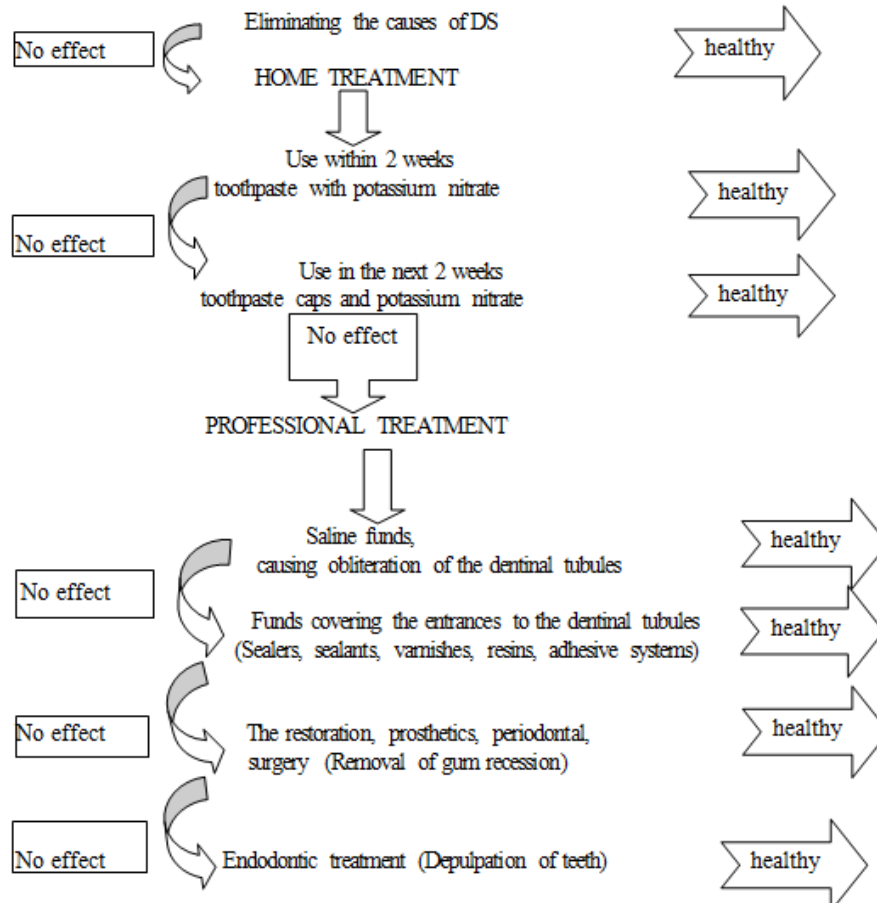 Eliminating the causes of DS
No effect
healthy
HOME TREATMENT
Use within 2 weeks
toothpaste with potassium nitrate
healthy
No effect
Use in the next 2 weeks
toothpaste caps and potassium nitrate
healthy
No effect
PROFESSIONAL TREATMENT
Saline funds,
causing obliteration of the dentinal tubules
healthy
No effect
Funds covering the entrances to the dentinal tubules
(Sealers, sealants, varnishes, resins, adhesive systems)
healthy
No effect
The restoration, prosthetics, periodontal,
surgery (Removal of gum recession)
healthy
No effect
Endodontic treatment (Depulpation of teeth)
healthy